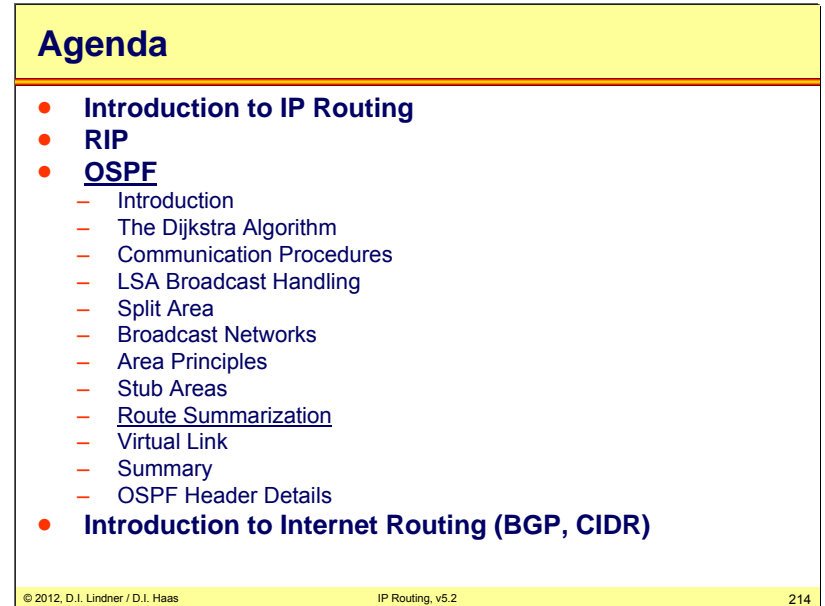 Agenda
• Introduction to IP Routing
• RIP
• OSPF
– Introduction
– The Dijkstra Algorithm
– Communication Procedures
– LSA Broadcast Handling
– Split Area
– Broadcast Networks
– Area Principles
– Stub Areas
– Route Summarization
– Virtual Link
– Summary
– OSPF Header Details
• Introduction to Internet Routing (BGP, CIDR)
© 2012, D.I. Lindner / D.I. Haas IP Routing, v5.2 214